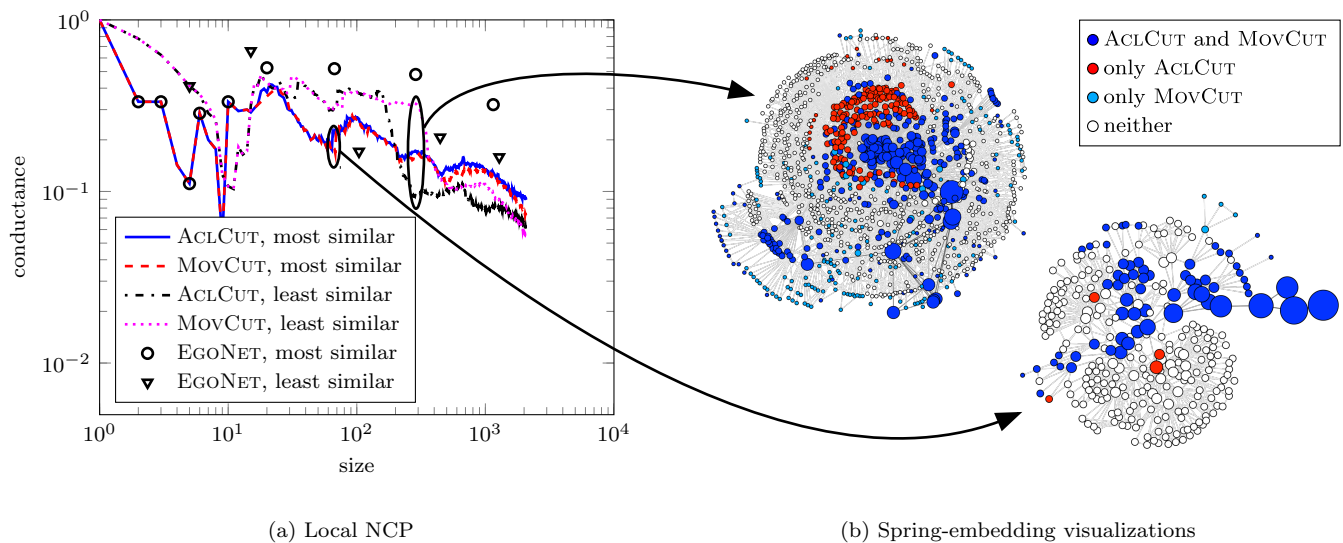 10^0
10^−1
10^−2
conductance
10^0 10^1 10^2 10^3 10^4
size
AclCut, most similar
MovCut, most similar
AclCut, least similar
MovCut, least similar
EgoNet, most similar
EgoNet, least similar
(a) Local NCP
AclCut and MovCut
only AclCut
only MovCut
neither
(b) Spring-embedding visualizations